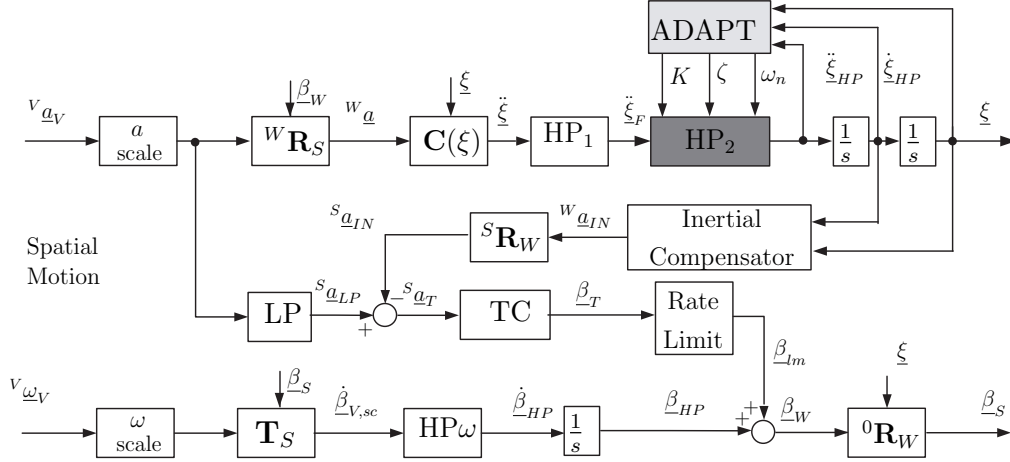 ADAPT
K ζ ω_n
ξ̈_HP ξ̇_HP
^V a_V
a scale
β_W
^W R_S
^W a
ξ
C(ξ)
ξ̈
HP_1
ξ̈_F
HP_2
1/s
1/s
ξ
Spatial Motion
^S a_IN
^S R_W
^W a_IN
Inertial Compensator
LP
^S a_LP
+
−
^S a_T
TC
β_T
Rate Limit
β_lm
^V ω_V
ω scale
β_S
T_S
β̇_V,sc
HPω
β̇_HP
1/s
β_HP
+
+
β_W
ξ
^0 R_W
β_S